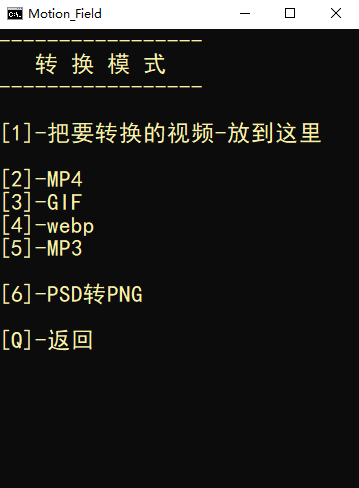 Motion_Field
-----------------
转 换 模 式
-----------------
[1]-把要转换的视频-放到这里
[2]-MP4
[3]-GIF
[4]-webp
[5]-MP3
[6]-PSD转PNG
[Q]-返回